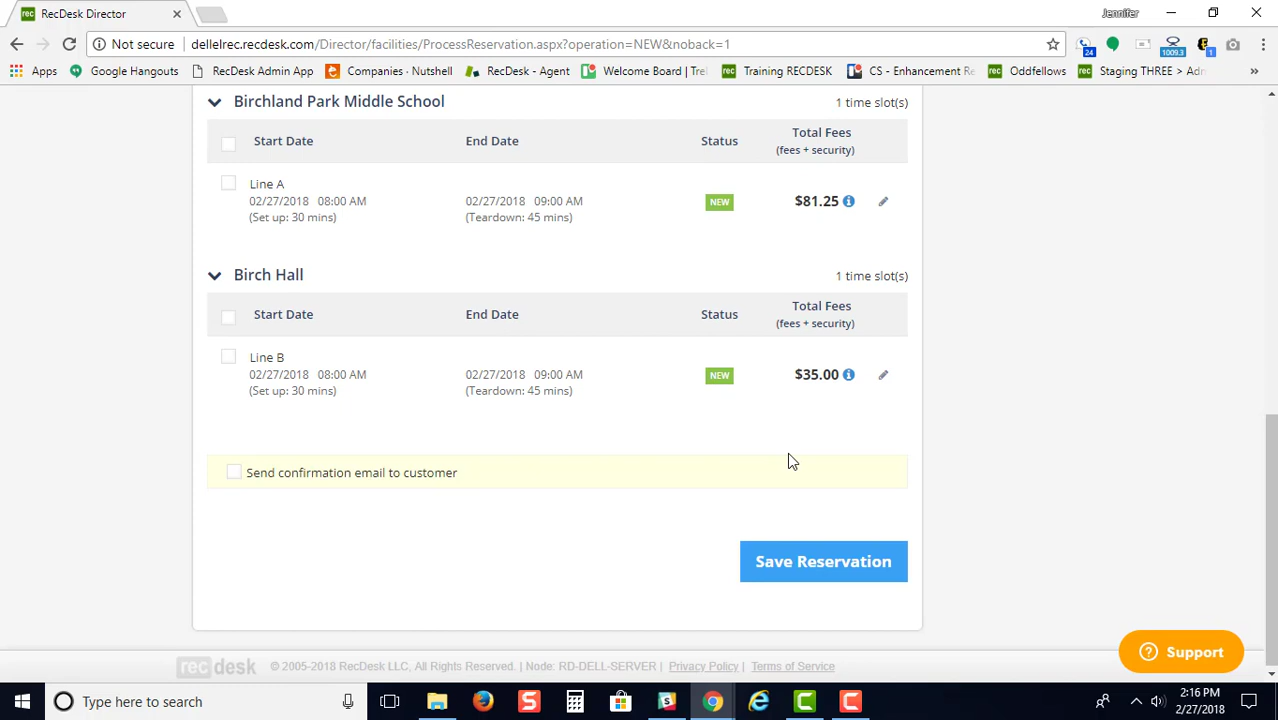 rec RecDesk Director
Jennifer
Not secure dellelrec.recdesk.com/Director/facilities/ProcessReservation.aspx?operation=NEW&noback=1
24 1009.3 1
Apps Google Hangouts RecDesk Admin App Companies · Nutshell RecDesk - Agent Welcome Board | Trel Training RECDESK CS - Enhancement Re Oddfellows Staging THREE > Adm »
Birchland Park Middle School 1 time slot(s)
Start Date End Date Status Total Fees
(fees + security)
Line A
02/27/2018 08:00 AM 02/27/2018 09:00 AM NEW $81.25
(Set up: 30 mins) (Teardown: 45 mins)
Birch Hall 1 time slot(s)
Start Date End Date Status Total Fees
(fees + security)
Line B
02/27/2018 08:00 AM 02/27/2018 09:00 AM NEW $35.00
(Set up: 30 mins) (Teardown: 45 mins)
Send confirmation email to customer
Save Reservation
Support
recdesk © 2005-2018 RecDesk LLC, All Rights Reserved. | Node: RD-DELL-SERVER | Privacy Policy | Terms of Service
Type here to search
2:16 PM
2/27/2018